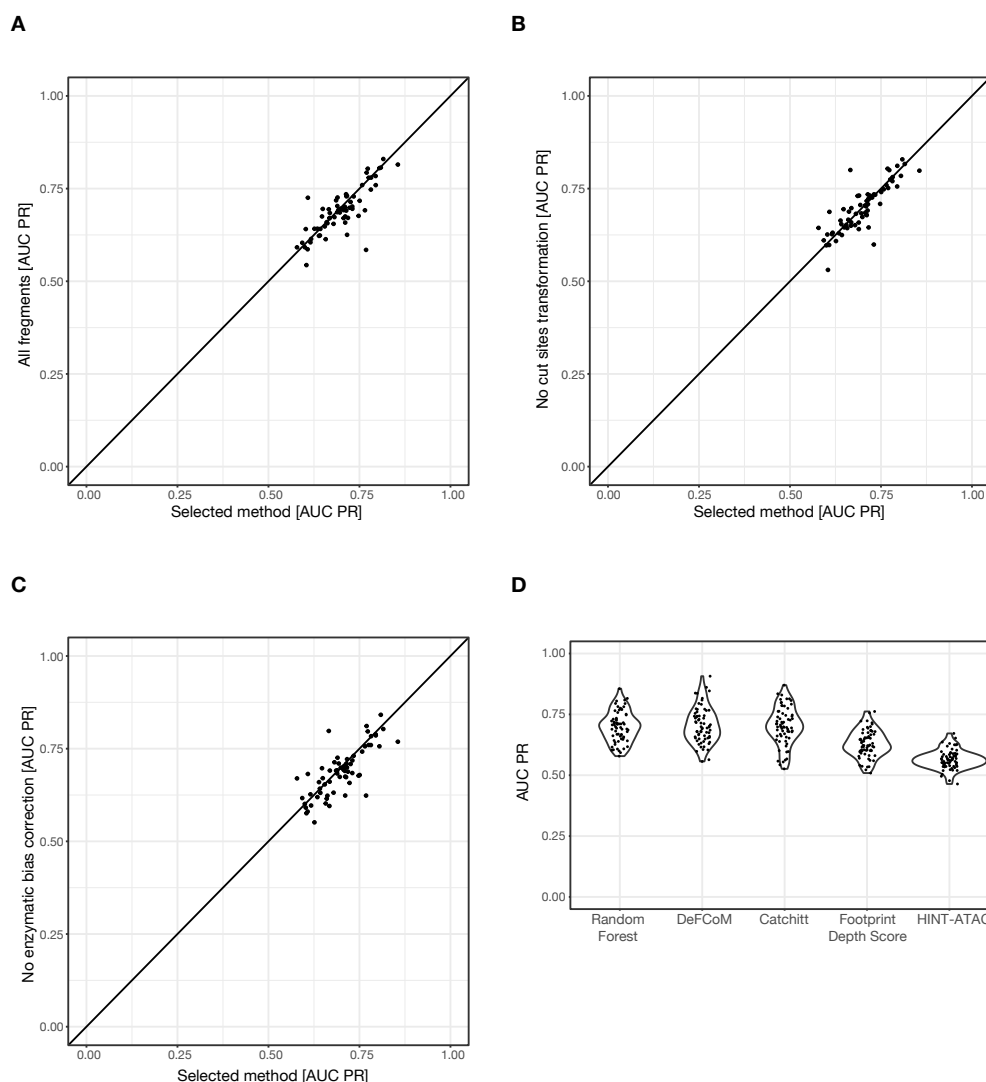 A
B
1.00
0.75
0.50
0.25
0.00
All fregments [AUC PR]
0.00 0.25 0.50 0.75 1.00
Selected method [AUC PR]
1.00
0.75
0.50
0.25
0.00
No cut sites transformation [AUC PR]
0.00 0.25 0.50 0.75 1.00
Selected method [AUC PR]
C
D
1.00
0.75
0.50
0.25
0.00
No enzymatic bias correction [AUC PR]
0.00 0.25 0.50 0.75 1.00
Selected method [AUC PR]
1.00
0.75
0.50
0.25
0.00
AUC PR
Random DeFCoM Catchitt Footprint HINT-ATAC
Forest Depth Score